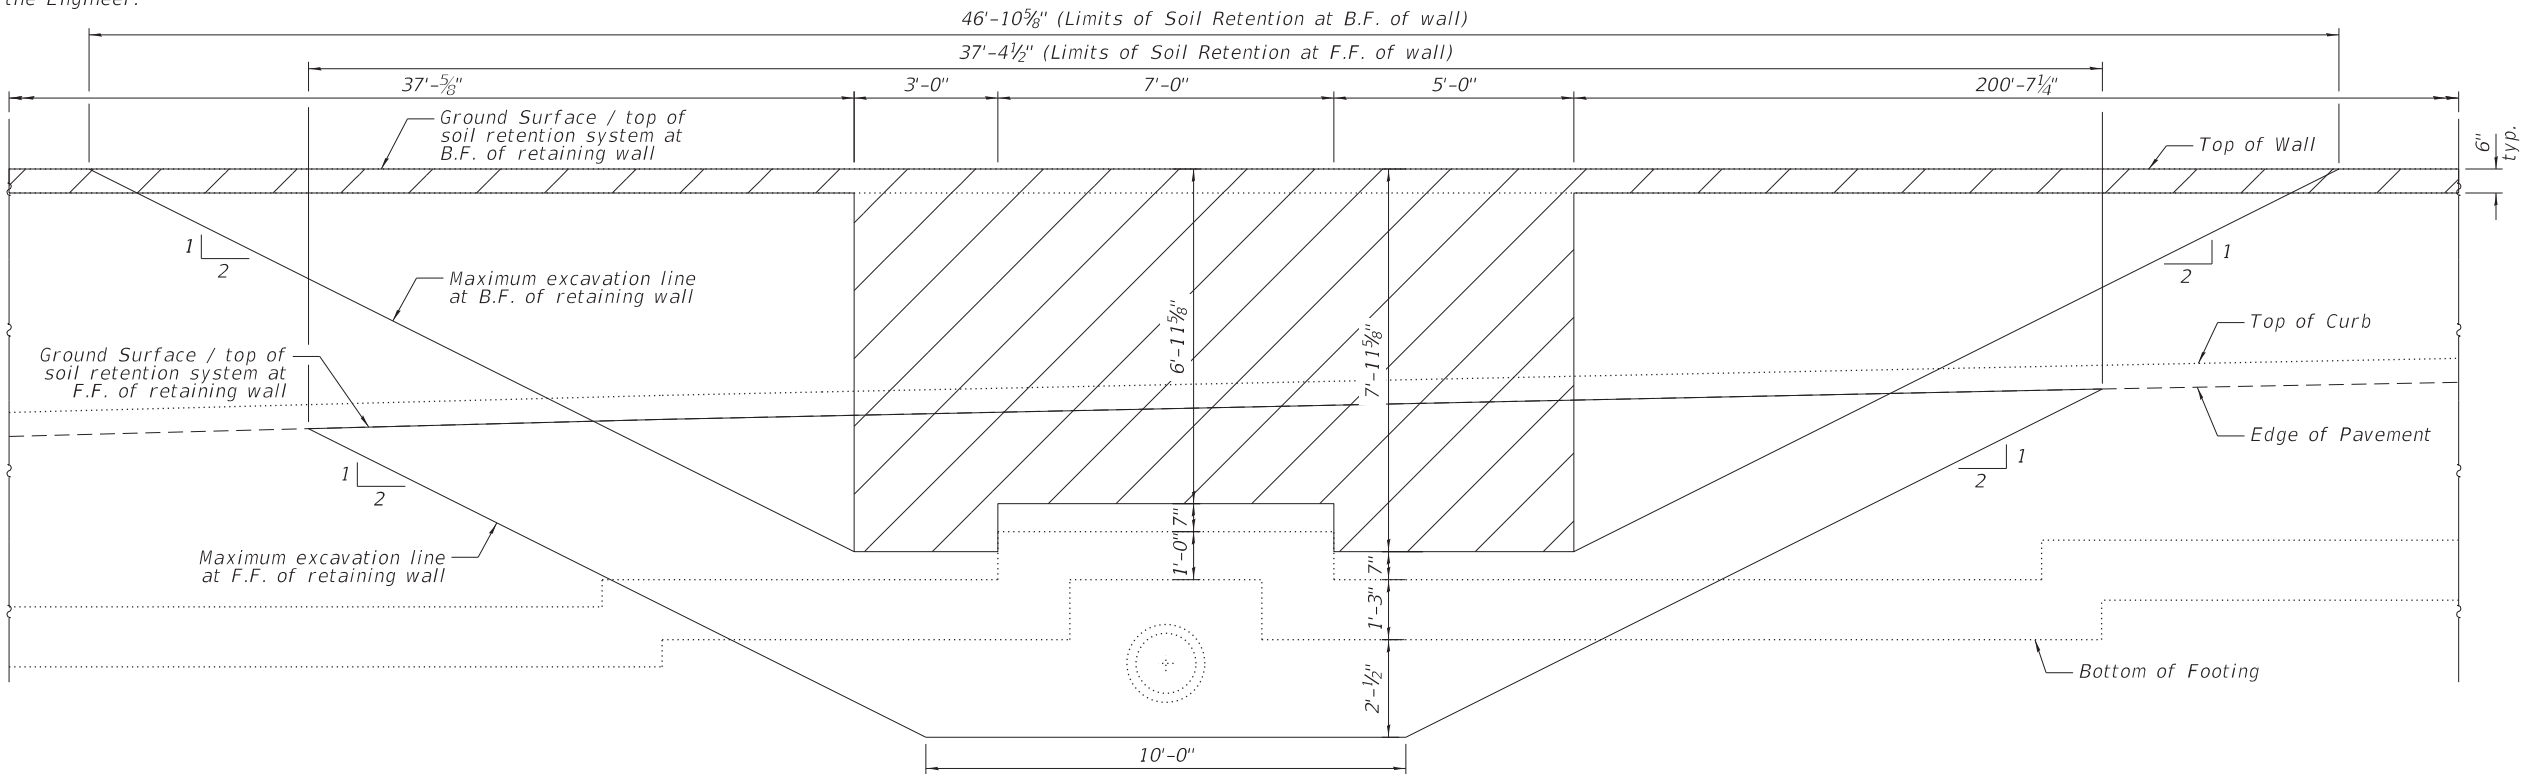 the Engineer.
46'-10⅝" (Limits of Soil Retention at B.F. of wall)
37'-4½" (Limits of Soil Retention at F.F. of wall)
37'-⅝"
3'-0"
7'-0"
5'-0"
200'-7¼"
Ground Surface / top of
soil retention system at
B.F. of retaining wall
Top of Wall
6"
typ.
1
2
Maximum excavation line
at B.F. of retaining wall
1
2
6'-11⅝"
7'-11⅝"
Top of Curb
Ground Surface / top of
soil retention system at
F.F. of retaining wall
Edge of Pavement
1
2
1
2
7"
1'-0"
Maximum excavation line
at F.F. of retaining wall
7"
1'-3"
2'-½"
Bottom of Footing
10'-0"